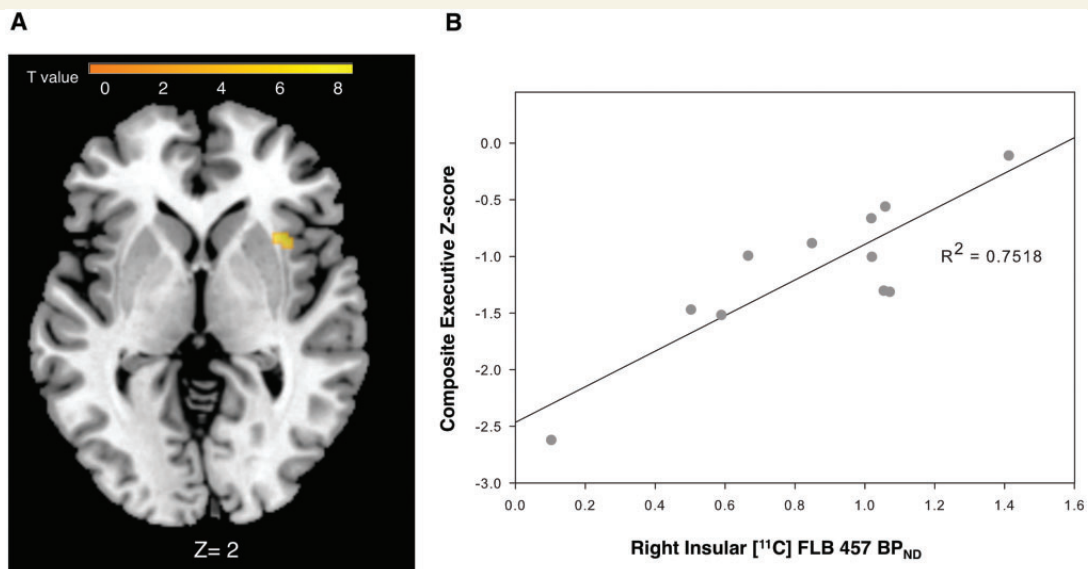 A
T value
0 2 4 6 8
Z= 2
B
Composite Executive Z-score
0.0
-0.5
-1.0
-1.5
-2.0
-2.5
-3.0
R² = 0.7518
0.0 0.2 0.4 0.6 0.8 1.0 1.2 1.4 1.6
Right Insular [¹¹C] FLB 457 BP_ND